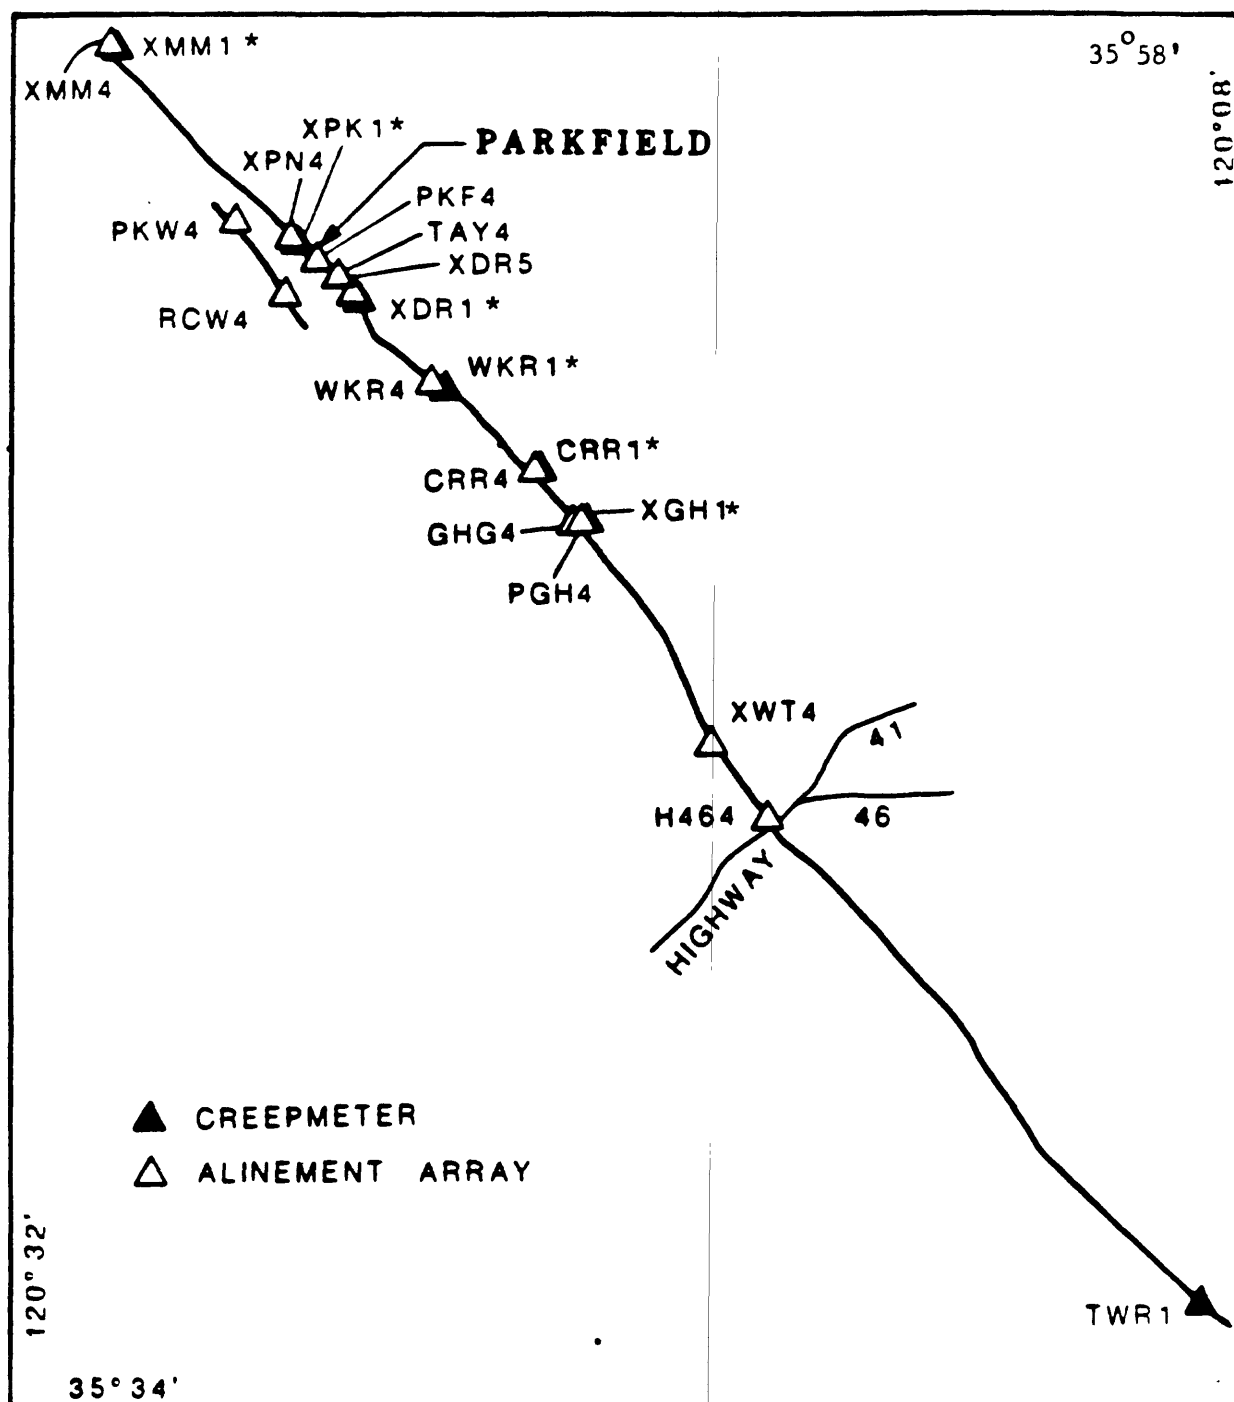 35°58'
120°08'
XMM1*
XMM4
XPK1*
PARKFIELD
XPN4
PKF4
PKW4
TAY4
XDR5
XDR1*
RCW4
WKR1*
WKR4
CRR1*
CRR4
XGH1*
GHG4
PGH4
XWT4
41
H464
46
HIGHWAY
CREEPMETER
ALINEMENT ARRAY
120°32'
TWR1
35°34'